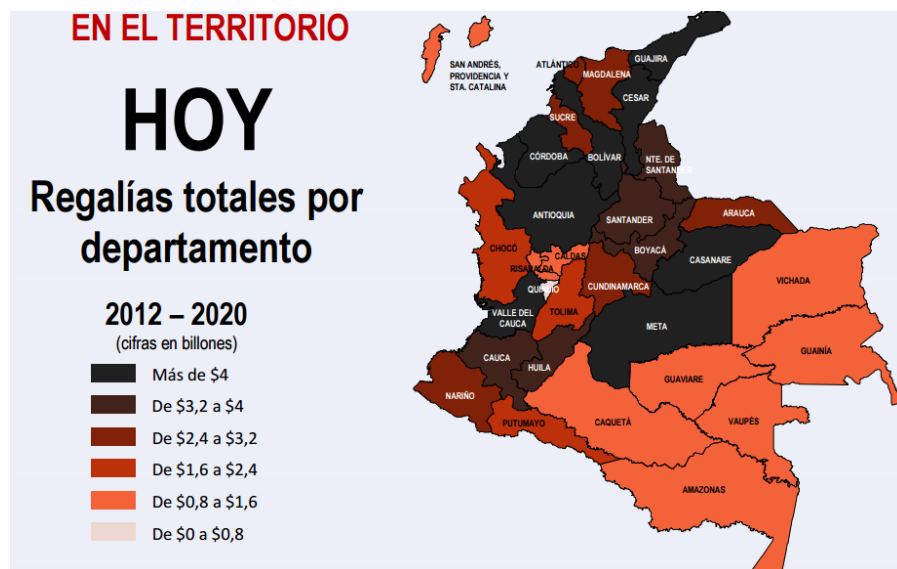 EN EL TERRITORIO
HOY
Regalías totales por
departamento
2012 – 2020
(cifras en billones)
Más de $4
De $3,2 a $4
De $2,4 a $3,2
De $1,6 a $2,4
De $0,8 a $1,6
De $0 a $0,8
SAN ANDRÉS,
PROVIDENCIA Y
STA. CATALINA
GUAJIRA
ATLÁNTICO
MAGDALENA
CESAR
SUCRE
CÓRDOBA
BOLÍVAR
NTE. DE
SANTANDER
ANTIOQUIA
SANTANDER
ARAUCA
CHOCÓ
BOYACÁ
CALDAS
CASANARE
RISARALDA
VICHADA
QUINDIO
CUNDINAMARCA
VALLE DEL
CAUCA
TOLIMA
META
GUAINÍA
CAUCA
HUILA
GUAVIARE
NARIÑO
PUTUMAYO
CAQUETÁ
VAUPÉS
AMAZONAS